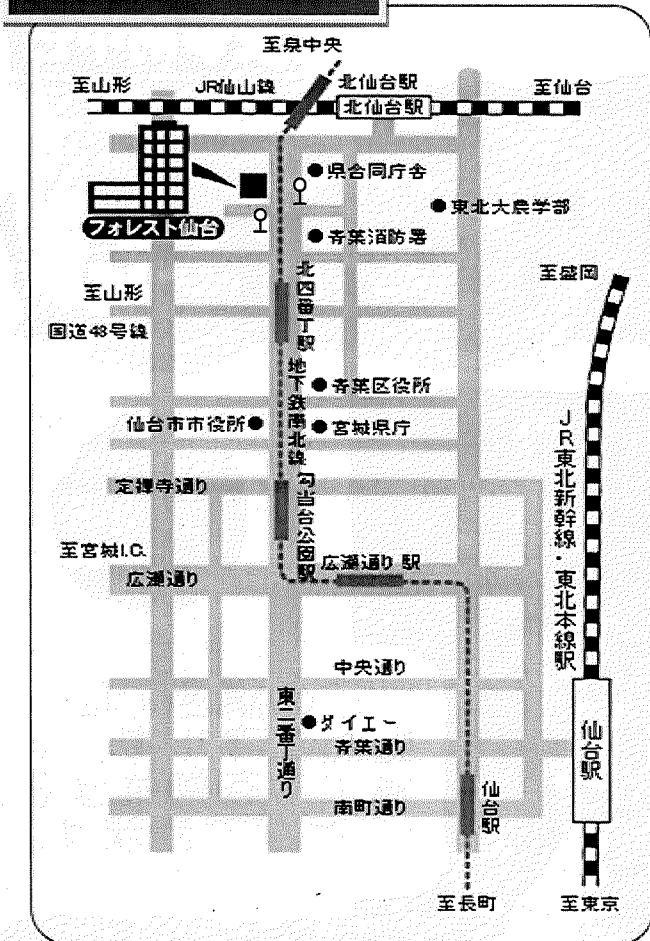 至泉中央
至山形
JR仙山線
北仙台駅
北仙台駅
至仙台
県合同庁舎
東北大農学部
フォレスト仙台
青葉消防署
至盛岡
至山形
国道48号線
北四番丁駅
地下鉄南北線
青葉区役所
仙台市市役所
宮城県庁
JR東北新幹線・東北本線駅
定禅寺通り
勾当台公園駅
至宮城I.C.
広瀬通り
広瀬通り 駅
中央通り
東二番丁通り
ダイエー
青葉通り
仙台駅
南町通り
仙台駅
至長町
至東京